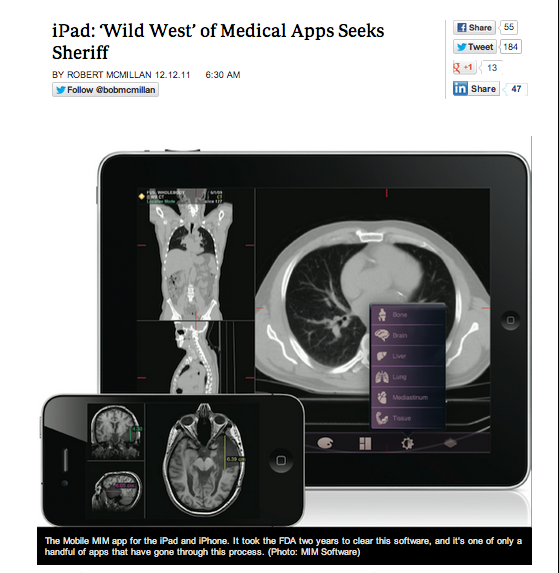 iPad: ‘Wild West’ of Medical Apps Seeks
Sheriff
BY ROBERT MCMILLAN 12.12.11 6:30 AM
Follow @bobmcmillan
Share 55
Tweet 184
+1 13
in Share 47
Bone
Brain
Liver
Lung
Mediastinum
Tissue
The Mobile MIM app for the iPad and iPhone. It took the FDA two years to clear this software, and it's one of only a
handful of apps that have gone through this process. (Photo: MIM Software)